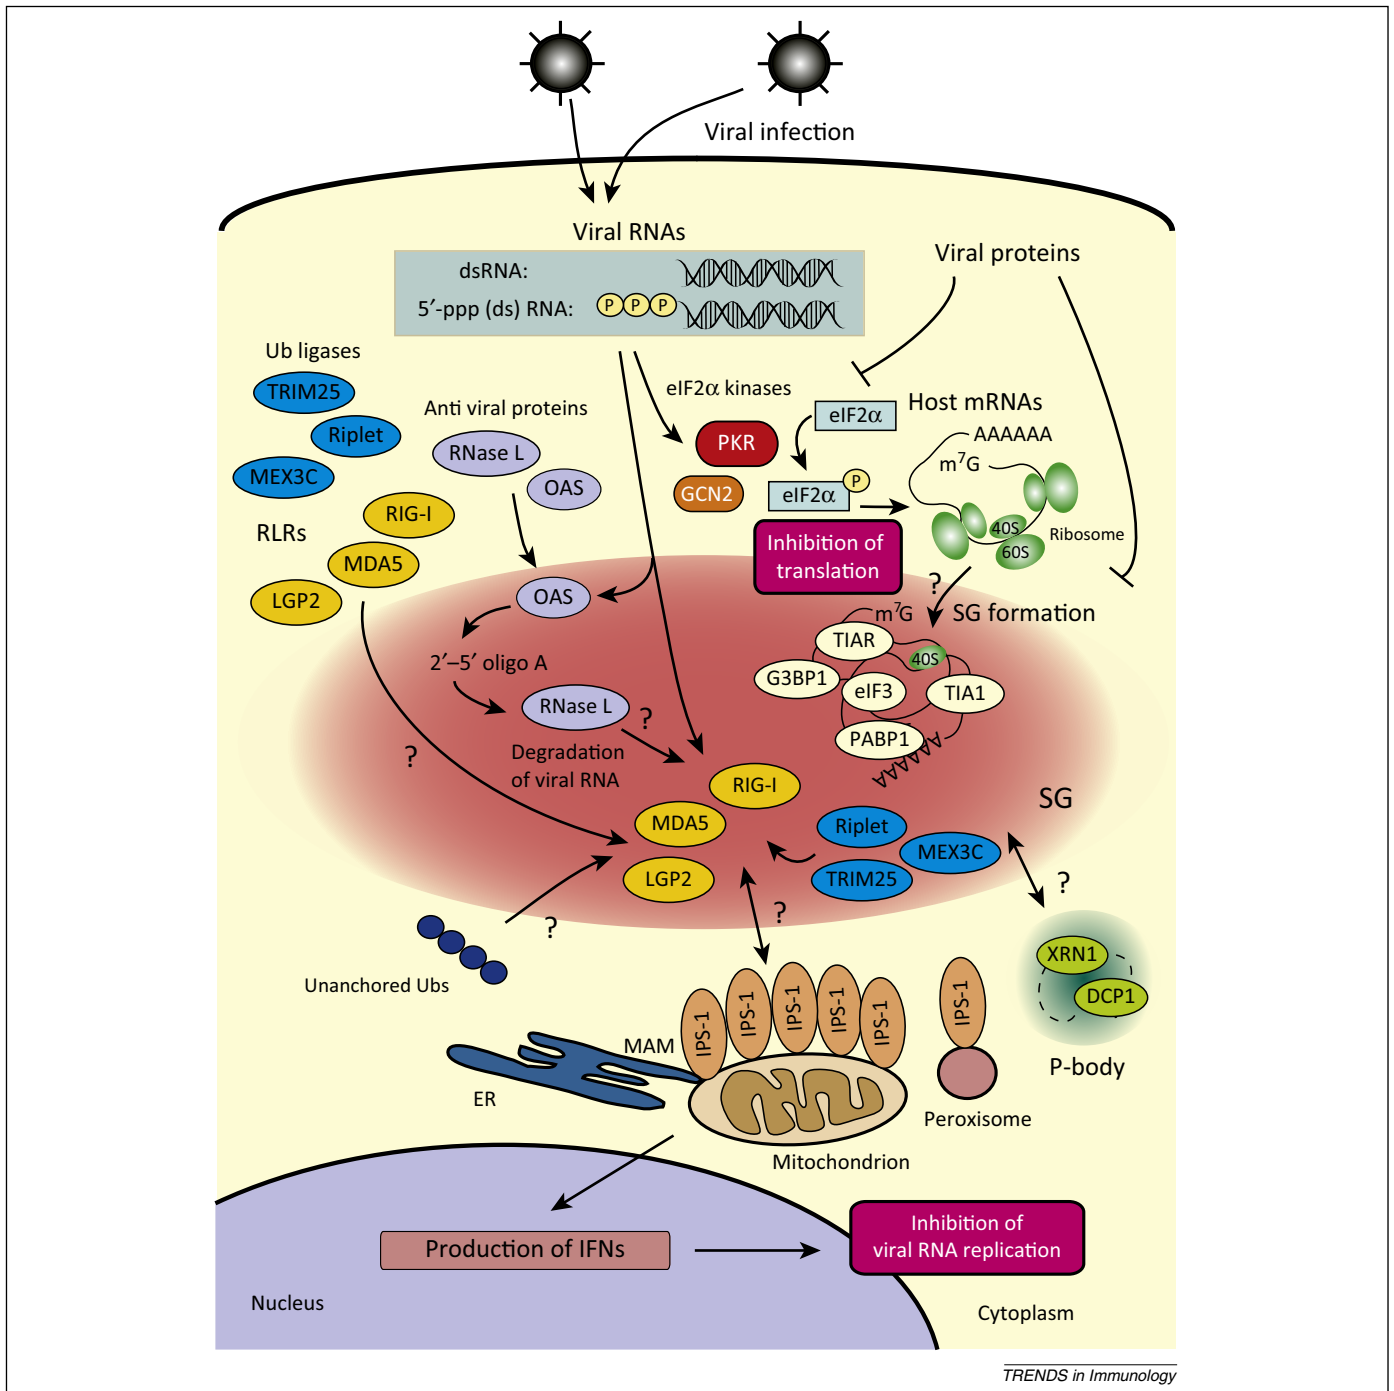 Viral infection
Viral RNAs
dsRNA:
5′-ppp (ds) RNA:
P P P
Viral proteins
Ub ligases
TRIM25
Riplet
MEX3C
Anti viral proteins
RNase L
OAS
eIF2α kinases
PKR
GCN2
eIF2α
eIF2α
P
Host mRNAs
AAAAAA
m⁷G
40S
60S
Ribosome
Inhibition of
translation
RLRs
RIG-I
MDA5
LGP2
OAS
2′–5′ oligo A
RNase L
?
Degradation
of viral RNA
?
?
SG formation
m⁷G
TIAR
40S
G3BP1
eIF3
TIA1
PABP1
AAAAAA
SG
RIG-I
MDA5
LGP2
Riplet
MEX3C
TRIM25
?
?
?
Unanchored Ubs
XRN1
DCP1
P-body
IPS-1
IPS-1
IPS-1
IPS-1
IPS-1
IPS-1
MAM
ER
Peroxisome
Mitochondrion
Production of IFNs
Inhibition of
viral RNA replication
Nucleus
Cytoplasm
TRENDS in Immunology